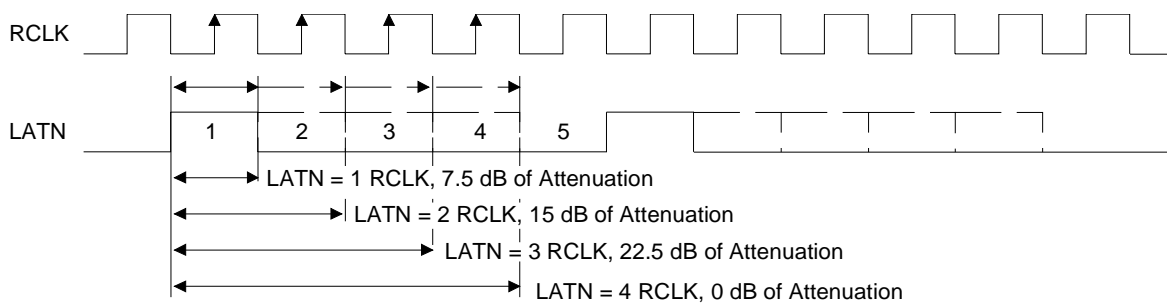 RCLK
LATN
1 2 3 4 5
LATN = 1 RCLK, 7.5 dB of Attenuation
LATN = 2 RCLK, 15 dB of Attenuation
LATN = 3 RCLK, 22.5 dB of Attenuation
LATN = 4 RCLK, 0 dB of Attenuation